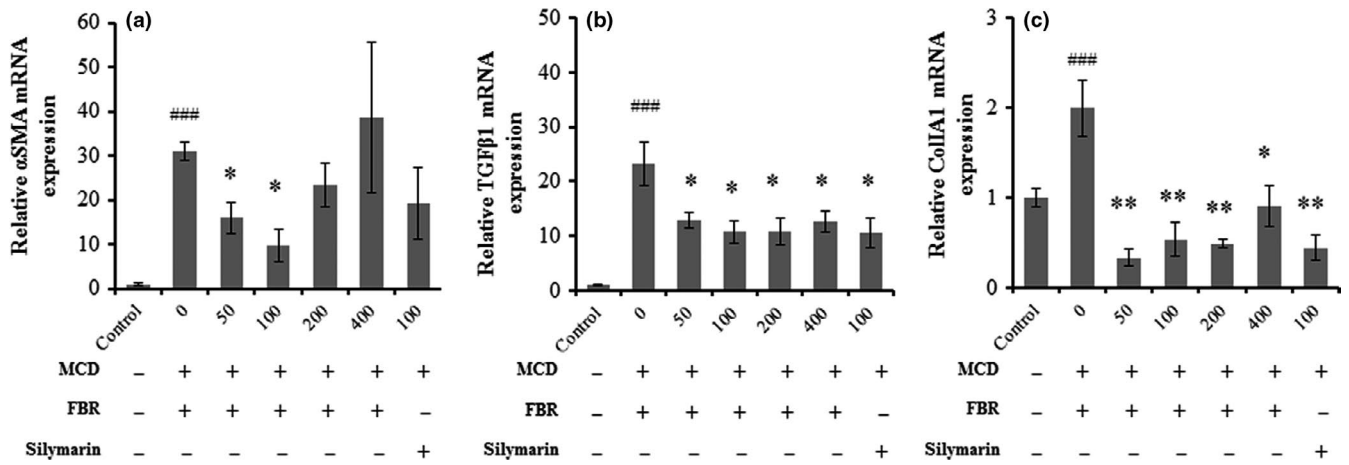 (a)
Relative αSMA mRNA
expression
60
50
40
30
20
10
0
###
*
*
Control
0
50
100
200
400
100
MCD – + + + + + +
FBR – + + + + + –
Silymarin – – – – – – +
(b)
Relative TGFβ1 mRNA
expression
50
40
30
20
10
0
###
*
*
*
*
*
Control
0
50
100
200
400
100
MCD – + + + + + +
FBR – + + + + + –
Silymarin – – – – – – +
(c)
Relative ColIA1 mRNA
expression
3
2
1
0
###
**
**
**
*
**
Control
0
50
100
200
400
100
MCD – + + + + + +
FBR – + + + + + –
Silymarin – – – – – – +